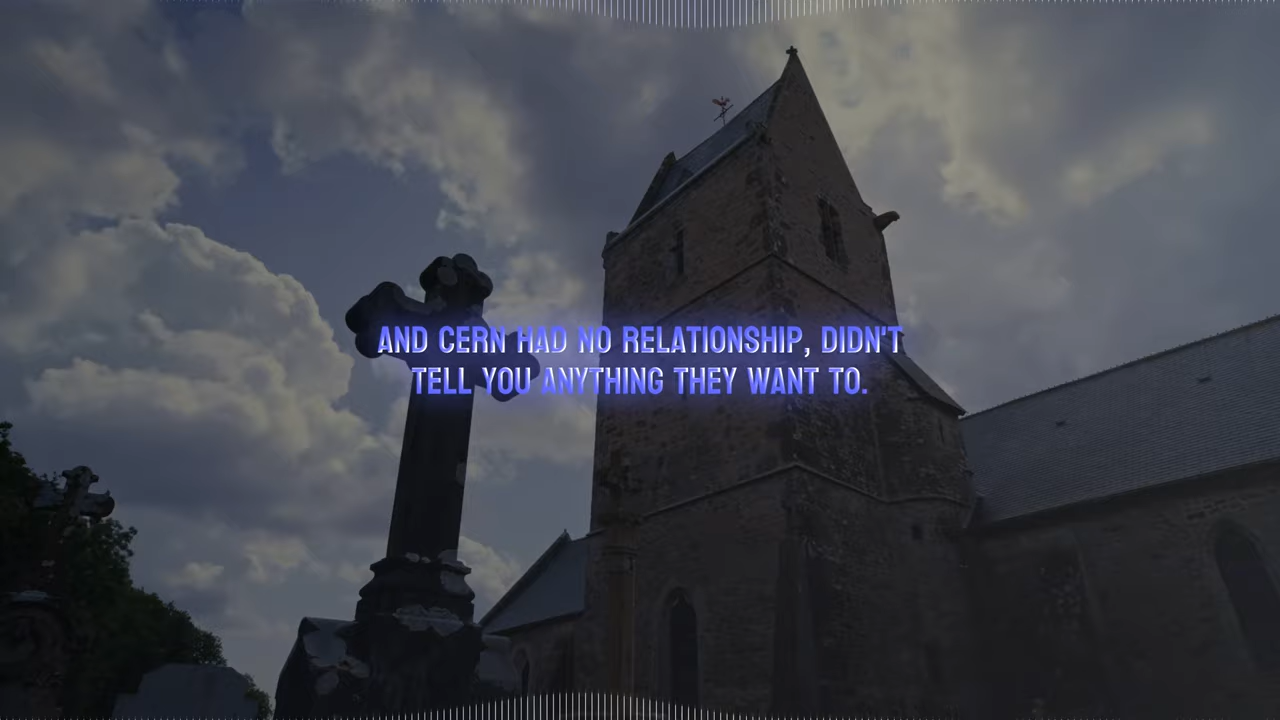 AND CERN HAD NO RELATIONSHIP, DIDN'T
TELL YOU ANYTHING THEY WANT TO.